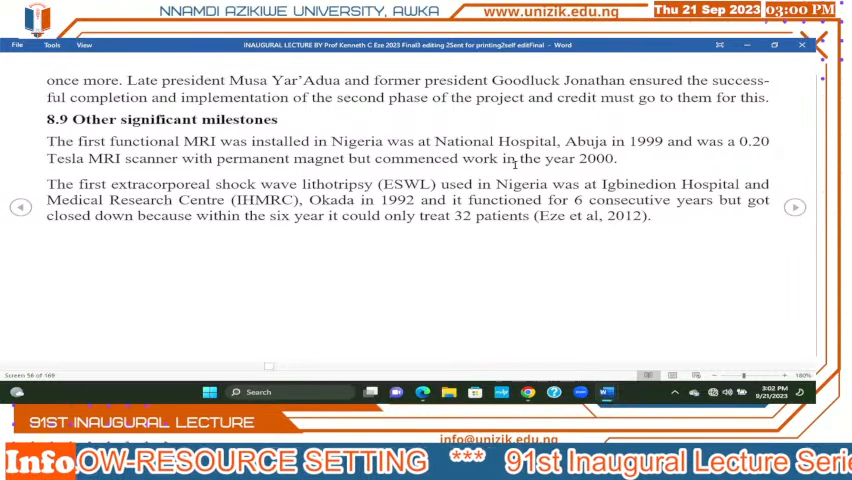 NNAMDI AZIKIWE UNIVERSITY, AWKA
www.unizik.edu.ng
Thu 21 Sep 2023 03:00 PM
File Tools View
INAUGURAL LECTURE BY Prof Kenneth C Eze 2023 Final3 editing 2Sent for printing2self editFinal - Word
once more. Late president Musa Yar’Adua and former president Goodluck Jonathan ensured the success-
ful completion and implementation of the second phase of the project and credit must go to them for this.
8.9 Other significant milestones
The first functional MRI was installed in Nigeria was at National Hospital, Abuja in 1999 and was a 0.20
Tesla MRI scanner with permanent magnet but commenced work in the year 2000.
The first extracorporeal shock wave lithotripsy (ESWL) used in Nigeria was at Igbinedion Hospital and
Medical Research Centre (IHMRC), Okada in 1992 and it functioned for 6 consecutive years but got
closed down because within the six year it could only treat 32 patients (Eze et al, 2012).
Screen 56 of 169
180%
Search
3:02 PM
9/21/2023
91ST INAUGURAL LECTURE
info@unizik.edu.ng
Info
OW-RESOURCE SETTING *** 91st Inaugural Lecture Serie